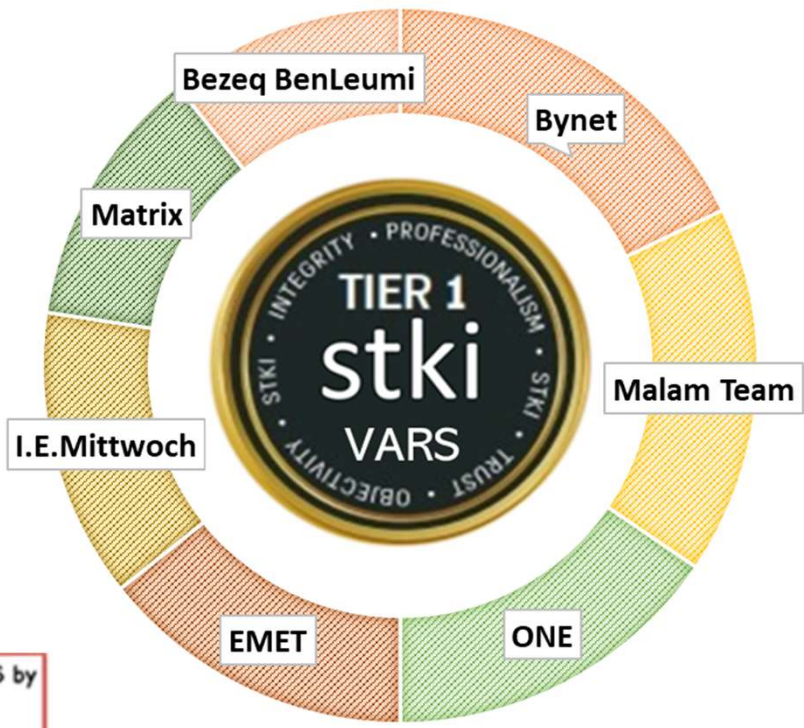 Bezeq BenLeumi
Bynet
Matrix
• INTEGRITY • PROFESSIONALISM • STKI • TRUST • OBJECTIVITY • STKI
TIER 1
stki
VARS
Malam Team
I.E.Mittwoch
EMET
ONE
by